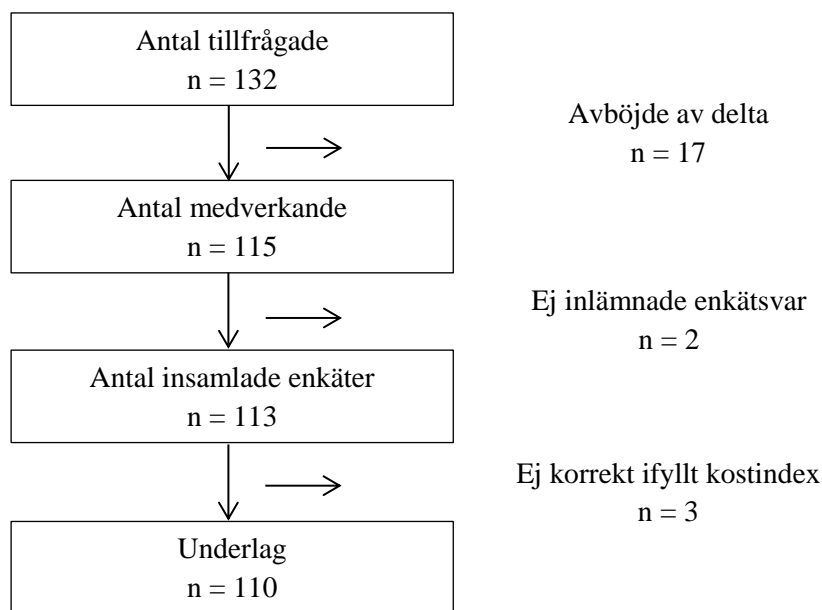 Antal tillfrågade
n = 132
Avböjde av delta
n = 17
Antal medverkande
n = 115
Ej inlämnade enkätsvar
n = 2
Antal insamlade enkäter
n = 113
Ej korrekt ifyllt kostindex
n = 3
Underlag
n = 110